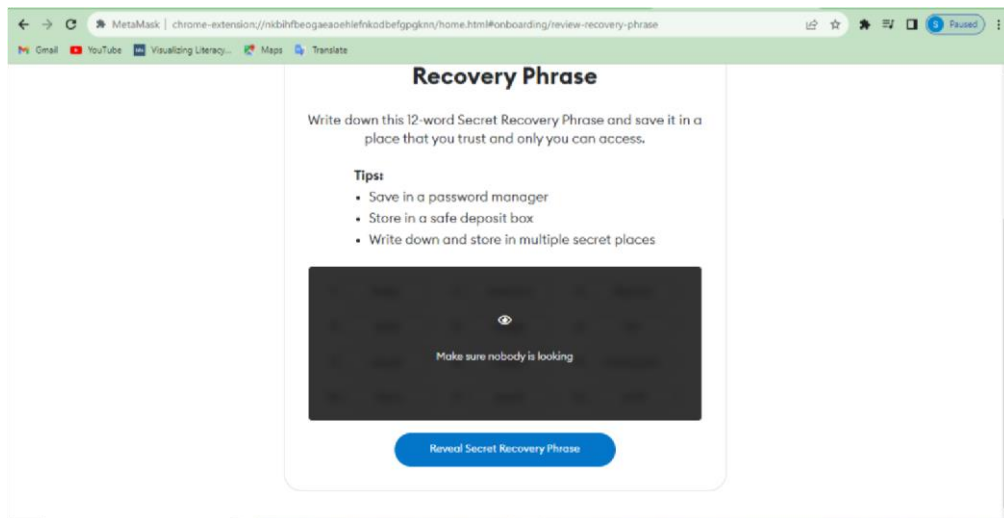 MetaMask | chrome-extension://nkbihfbeogaeaoehlefnkodbefgpgknn/home.html#onboarding/review-recovery-phrase
S Paused
Gmail YouTube Visualizing Literacy... Maps Translate
Recovery Phrase
Write down this 12-word Secret Recovery Phrase and save it in a
place that you trust and only you can access.
Tips:
• Save in a password manager
• Store in a safe deposit box
• Write down and store in multiple secret places
Make sure nobody is looking
Reveal Secret Recovery Phrase